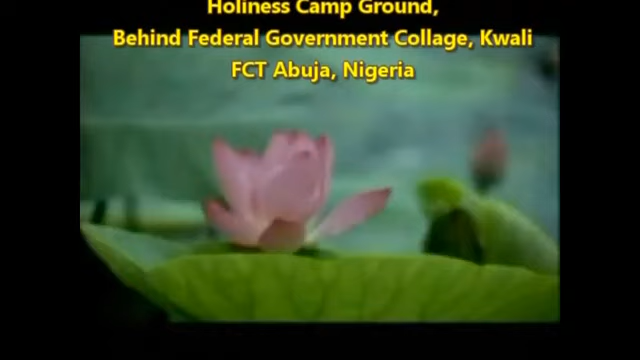 Holiness Camp Ground,
Behind Federal Government Collage, Kwali
FCT Abuja, Nigeria